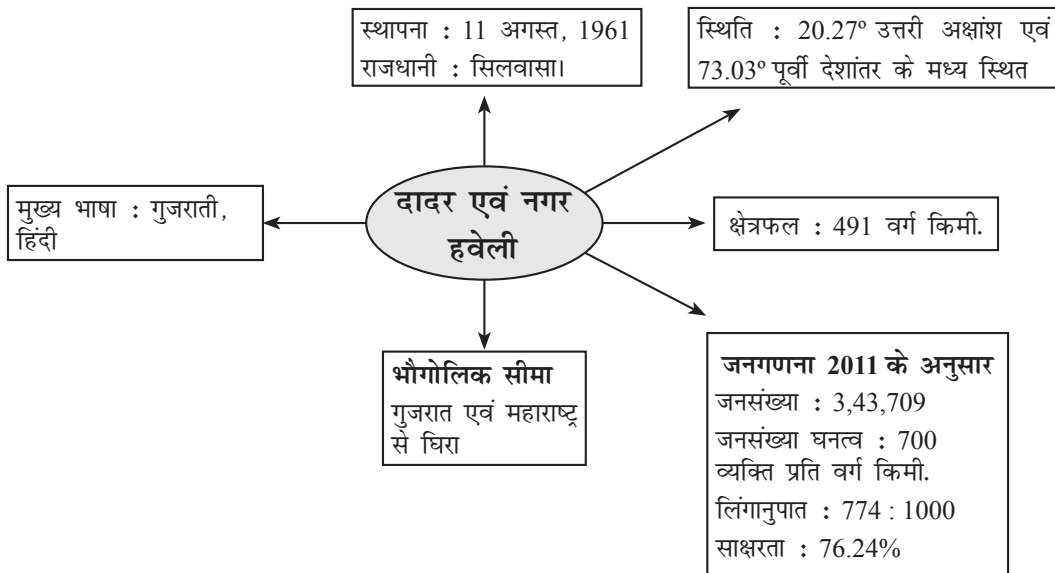 स्थापना : 11 अगस्त, 1961
राजधानी : सिलवासा।
स्थिति : 20.27º उत्तरी अक्षांश एवं
73.03º पूर्वी देशांतर के मध्य स्थित
मुख्य भाषा : गुजराती,
हिंदी
दादर एवं नगर
हवेली
क्षेत्रफल : 491 वर्ग किमी.
भौगोलिक सीमा
गुजरात एवं महाराष्ट्र
से घिरा
जनगणना 2011 के अनुसार
जनसंख्या : 3,43,709
जनसंख्या घनत्व : 700
व्यक्ति प्रति वर्ग किमी.
लिंगानुपात : 774 : 1000
साक्षरता : 76.24%